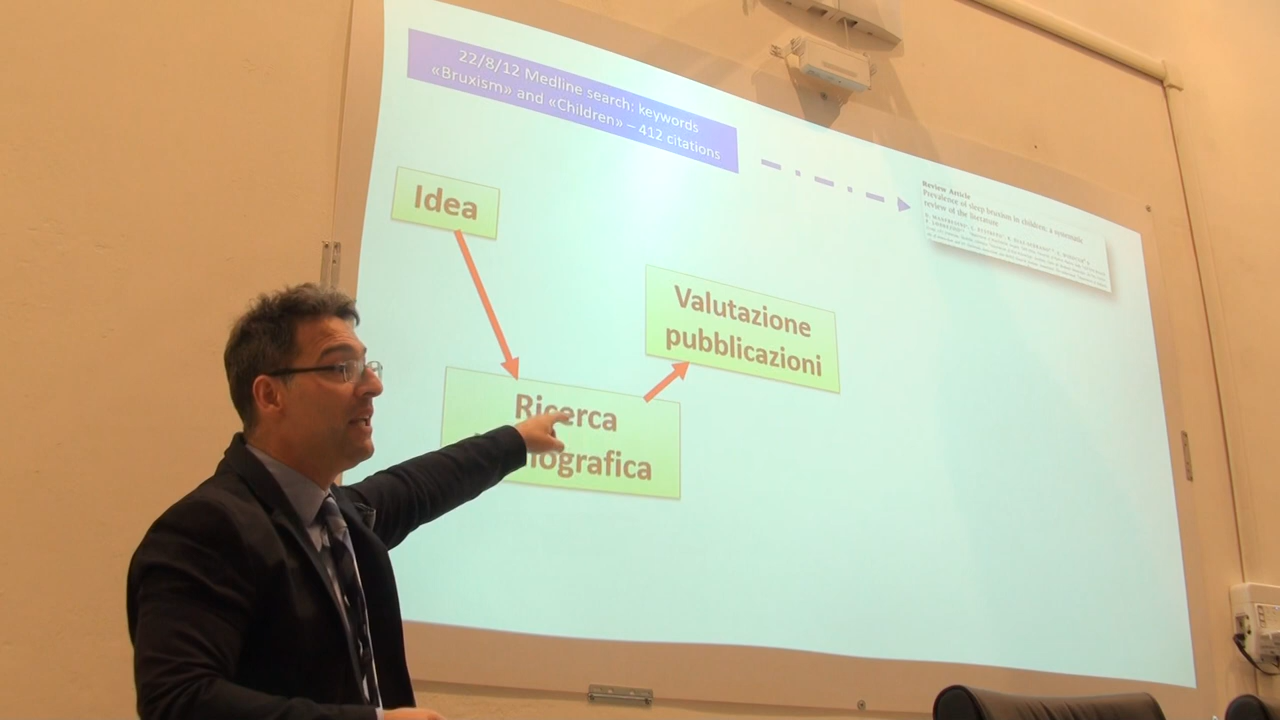 22/8/12 Medline search: keywords
«Bruxism» and «Children» – 412 citations
Idea
Review Article
Prevalence of sleep bruxism in children: a systematic
review of the literature
Valutazione
pubblicazioni
Ricerca